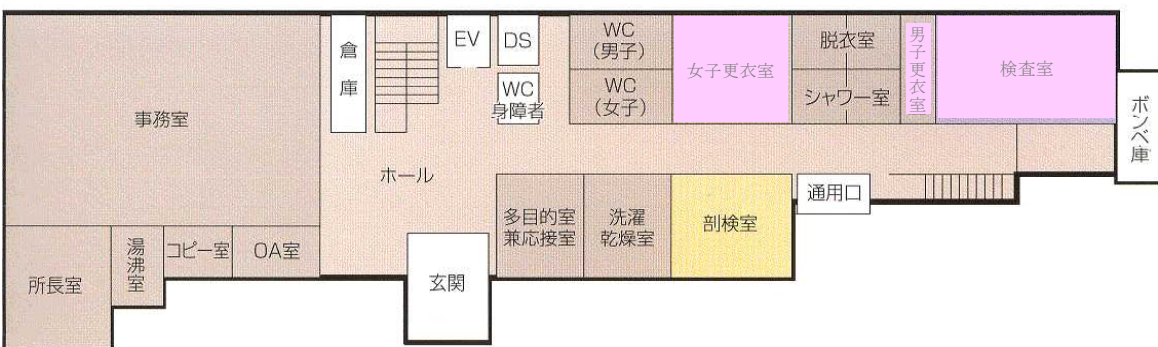 事務室
倉庫
EV
DS
WC
身障者
WC
(男子)
WC
(女子)
女子更衣室
脱衣室
シャワー室
男子更衣室
検査室
ボンベ庫
ホール
通用口
多目的室
兼応接室
洗濯
乾燥室
剖検室
所長室
湯沸室
コピー室
OA室
玄関